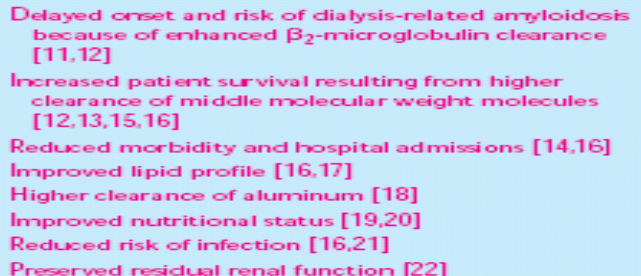 Delayed onset and risk of dialysis-related amyloidosis
because of enhanced β₂-microglobulin clearance
[11,12]
Increased patient survival resulting from higher
clearance of middle molecular weight molecules
[12,13,15,16]
Reduced morbidity and hospital admissions [14,16]
Improved lipid profile [16,17]
Higher clearance of aluminum [18]
Improved nutritional status [19,20]
Reduced risk of infection [16,21]
Preserved residual renal function [22]